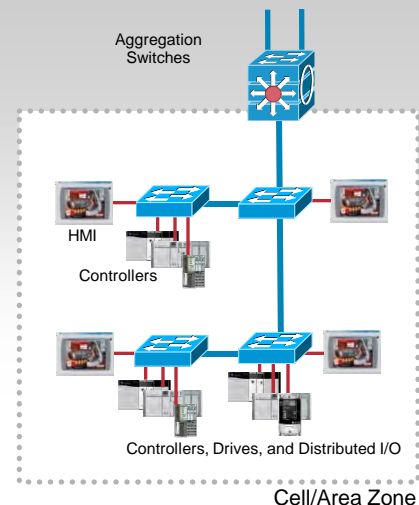 Aggregation
Switches
HMI
Controllers
Controllers, Drives, and Distributed I/O
Cell/Area Zone